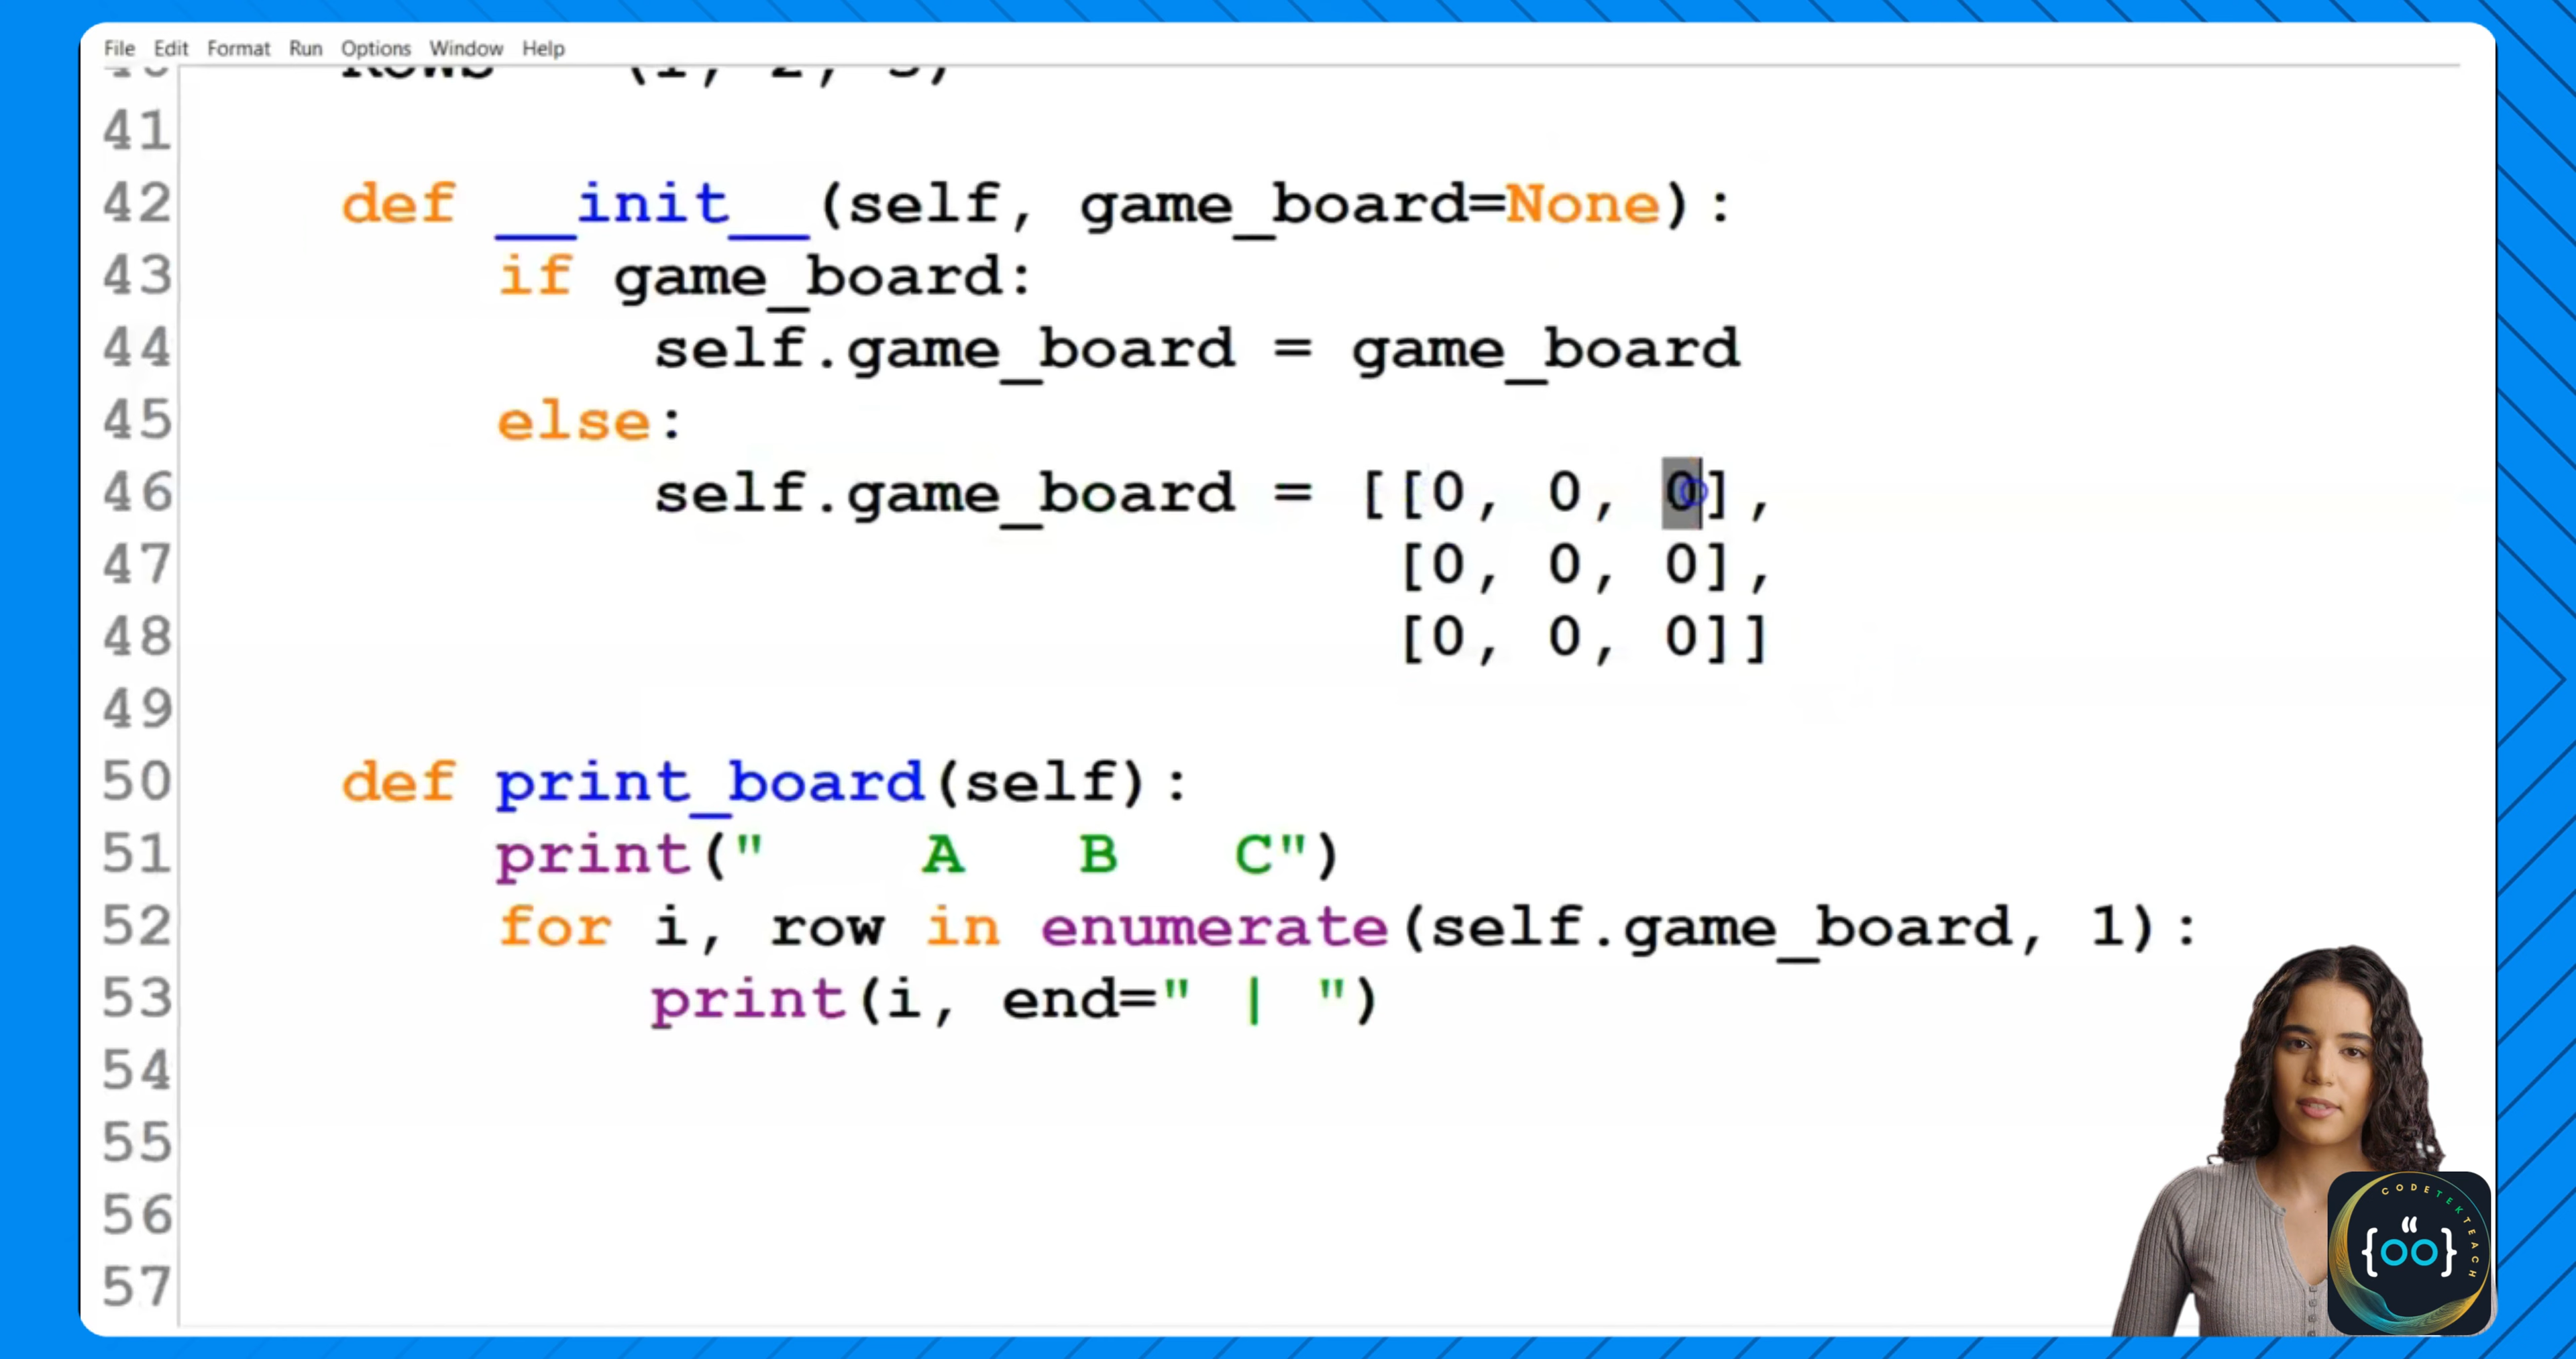 File Edit Format Run Options Window Help
41
42 def __init__(self, game_board=None):
43 if game_board:
44 self.game_board = game_board
45 else:
46 self.game_board = [[0, 0, 0],
47 [0, 0, 0],
48 [0, 0, 0]]
49
50 def print_board(self):
51 print("    A   B   C")
52 for i, row in enumerate(self.game_board, 1):
53 print(i, end=" | ")
54
55
56
57
CODETEKTEACH
{oo}